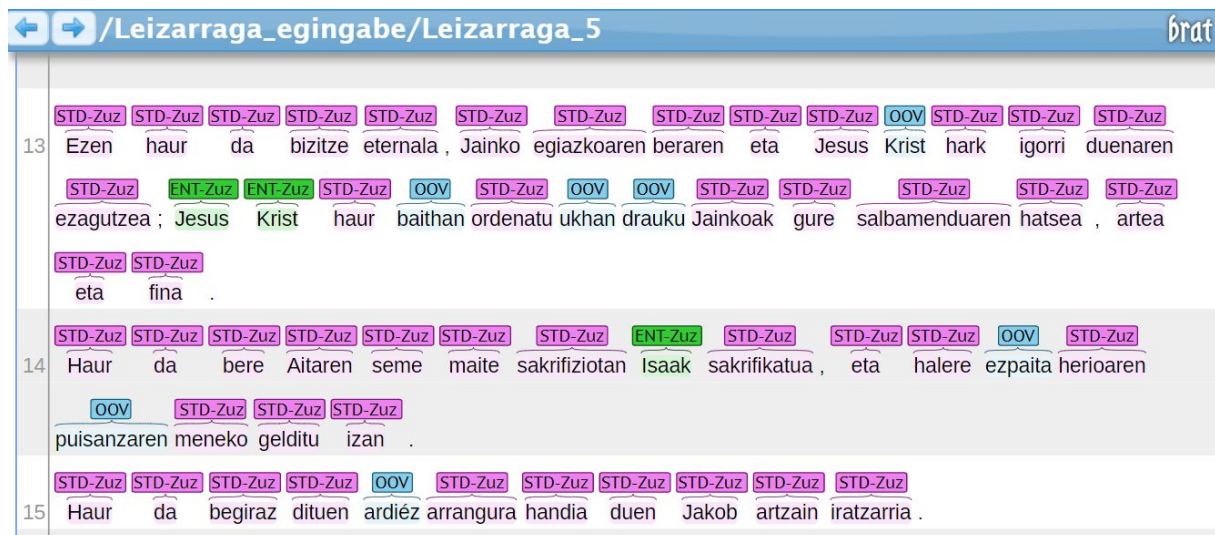 /Leizarraga_egingabe/Leizarraga_5 brat
STD-Zuz STD-Zuz STD-Zuz STD-Zuz STD-Zuz STD-Zuz STD-Zuz STD-Zuz STD-Zuz STD-Zuz OOV STD-Zuz STD-Zuz STD-Zuz
13 Ezen haur da bizitze eternala , Jainko egiazkoaren beraren eta Jesus Krist hark igorri duenaren
STD-Zuz ENT-Zuz ENT-Zuz STD-Zuz OOV STD-Zuz OOV OOV STD-Zuz STD-Zuz STD-Zuz STD-Zuz STD-Zuz
ezagutzea ; Jesus Krist haur baithan ordenatu ukhan drauku Jainkoak gure salbamenduaren hatsea , artea
STD-Zuz STD-Zuz
eta fina .
STD-Zuz STD-Zuz STD-Zuz STD-Zuz STD-Zuz STD-Zuz STD-Zuz ENT-Zuz STD-Zuz STD-Zuz STD-Zuz OOV STD-Zuz
14 Haur da bere Aitaren seme maite sakrifiziotan Isaak sakrifikatua , eta halere ezpaita herioaren
OOV STD-Zuz STD-Zuz STD-Zuz
puisanzaren meneko gelditu izan .
STD-Zuz STD-Zuz STD-Zuz STD-Zuz OOV STD-Zuz STD-Zuz STD-Zuz STD-Zuz STD-Zuz STD-Zuz
15 Haur da begiraz dituen ardiéz arrangura handia duen Jakob artzain iratzarria .